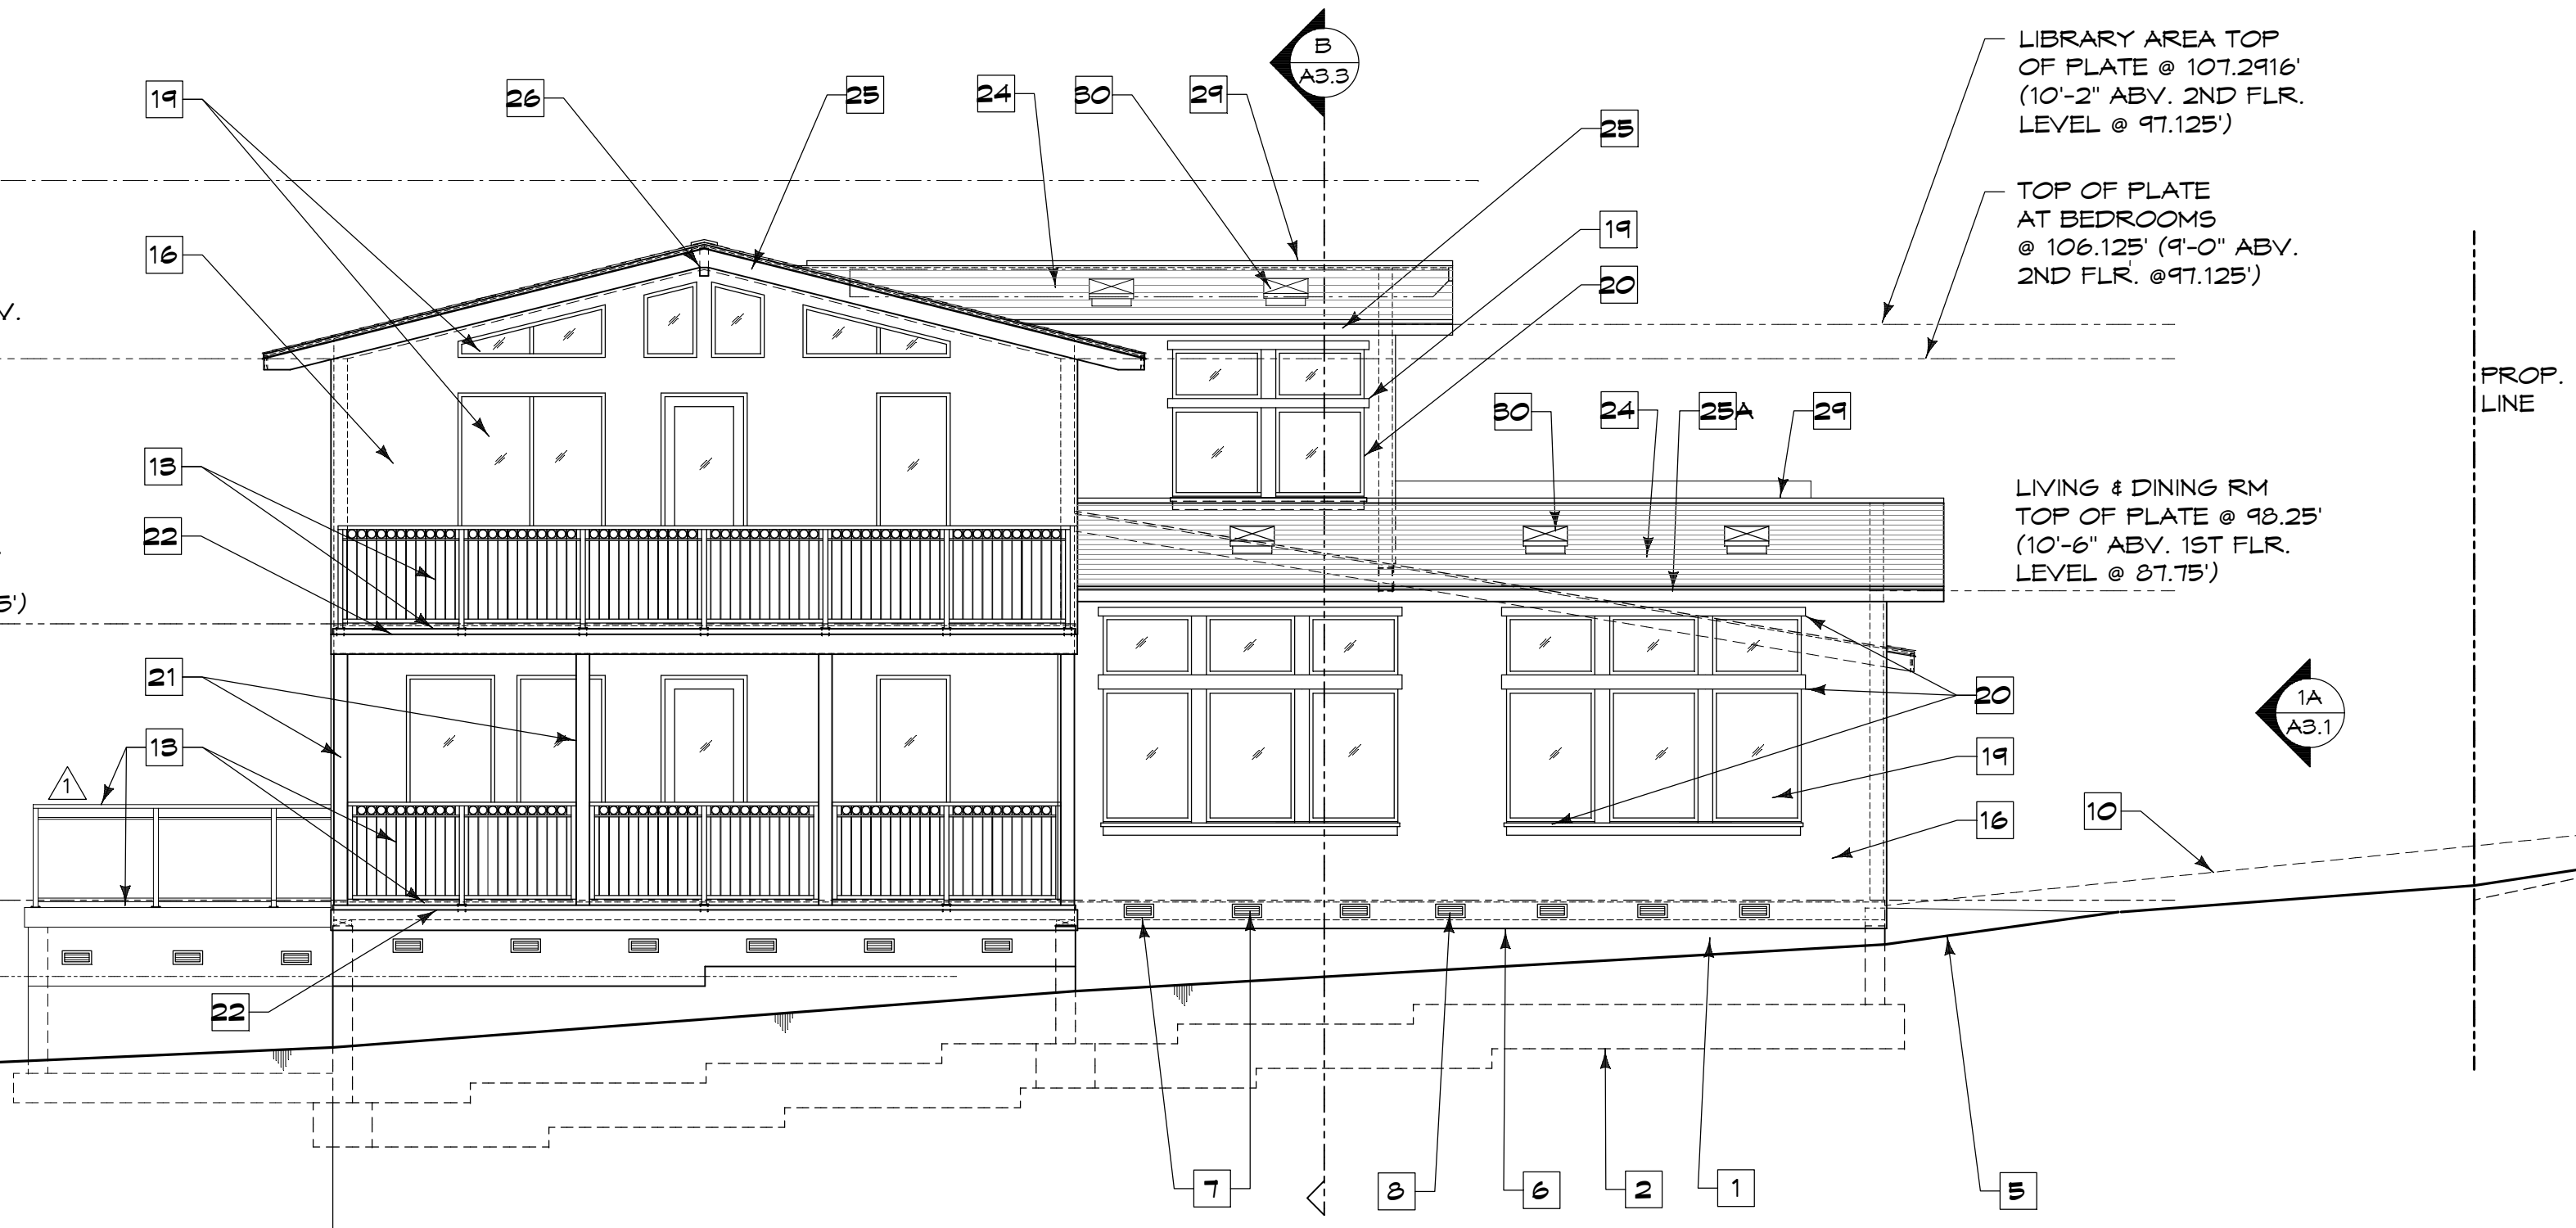 B
A3.3
LIBRARY AREA TOP
OF PLATE @ 107.2916'
(10'-2" ABV. 2ND FLR.
LEVEL @ 97.125')
19
26
25
24
30
29
25
TOP OF PLATE
AT BEDROOMS
@ 106.125' (9'-0" ABV.
2ND FLR. @97.125')
16
19
20
V.
PROP.
LINE
30
24
25A
29
13
22
LIVING & DINING RM
TOP OF PLATE @ 98.25'
(10'-6" ABV. 1ST FLR.
LEVEL @ 87.75')
5')
21
20
1A
A3.1
13
19
1
16
10
22
7
8
6
2
1
5